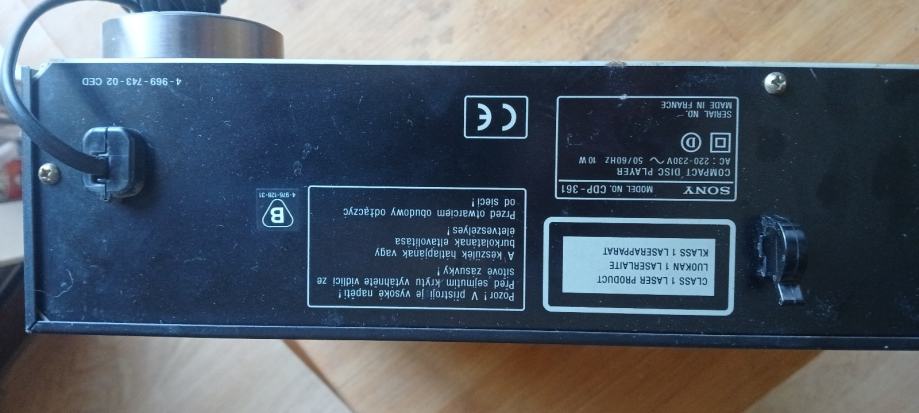 SONY MODEL NO. CDP-361
COMPACT DISC PLAYER
AC : 220-230V ~ 50/60Hz 10 W
D
SERIAL NO.
MADE IN FRANCE
CE
4-969-743-02 CED
CLASS 1 LASER PRODUCT
LUOKAN 1 LASERLAITE
KLASS 1 LASERAPPARAT
Pozor ! V přístroji je vysoké napětí !
Před sejmutím krytu vytáhněte vidlici ze
síťové zásuvky !
A készülék hátlapjának vagy
burkolatának eltávolítása
életveszélyes !
Przed otwarciem obudowy odłączyć
od sieci !
B
4-976-128-31